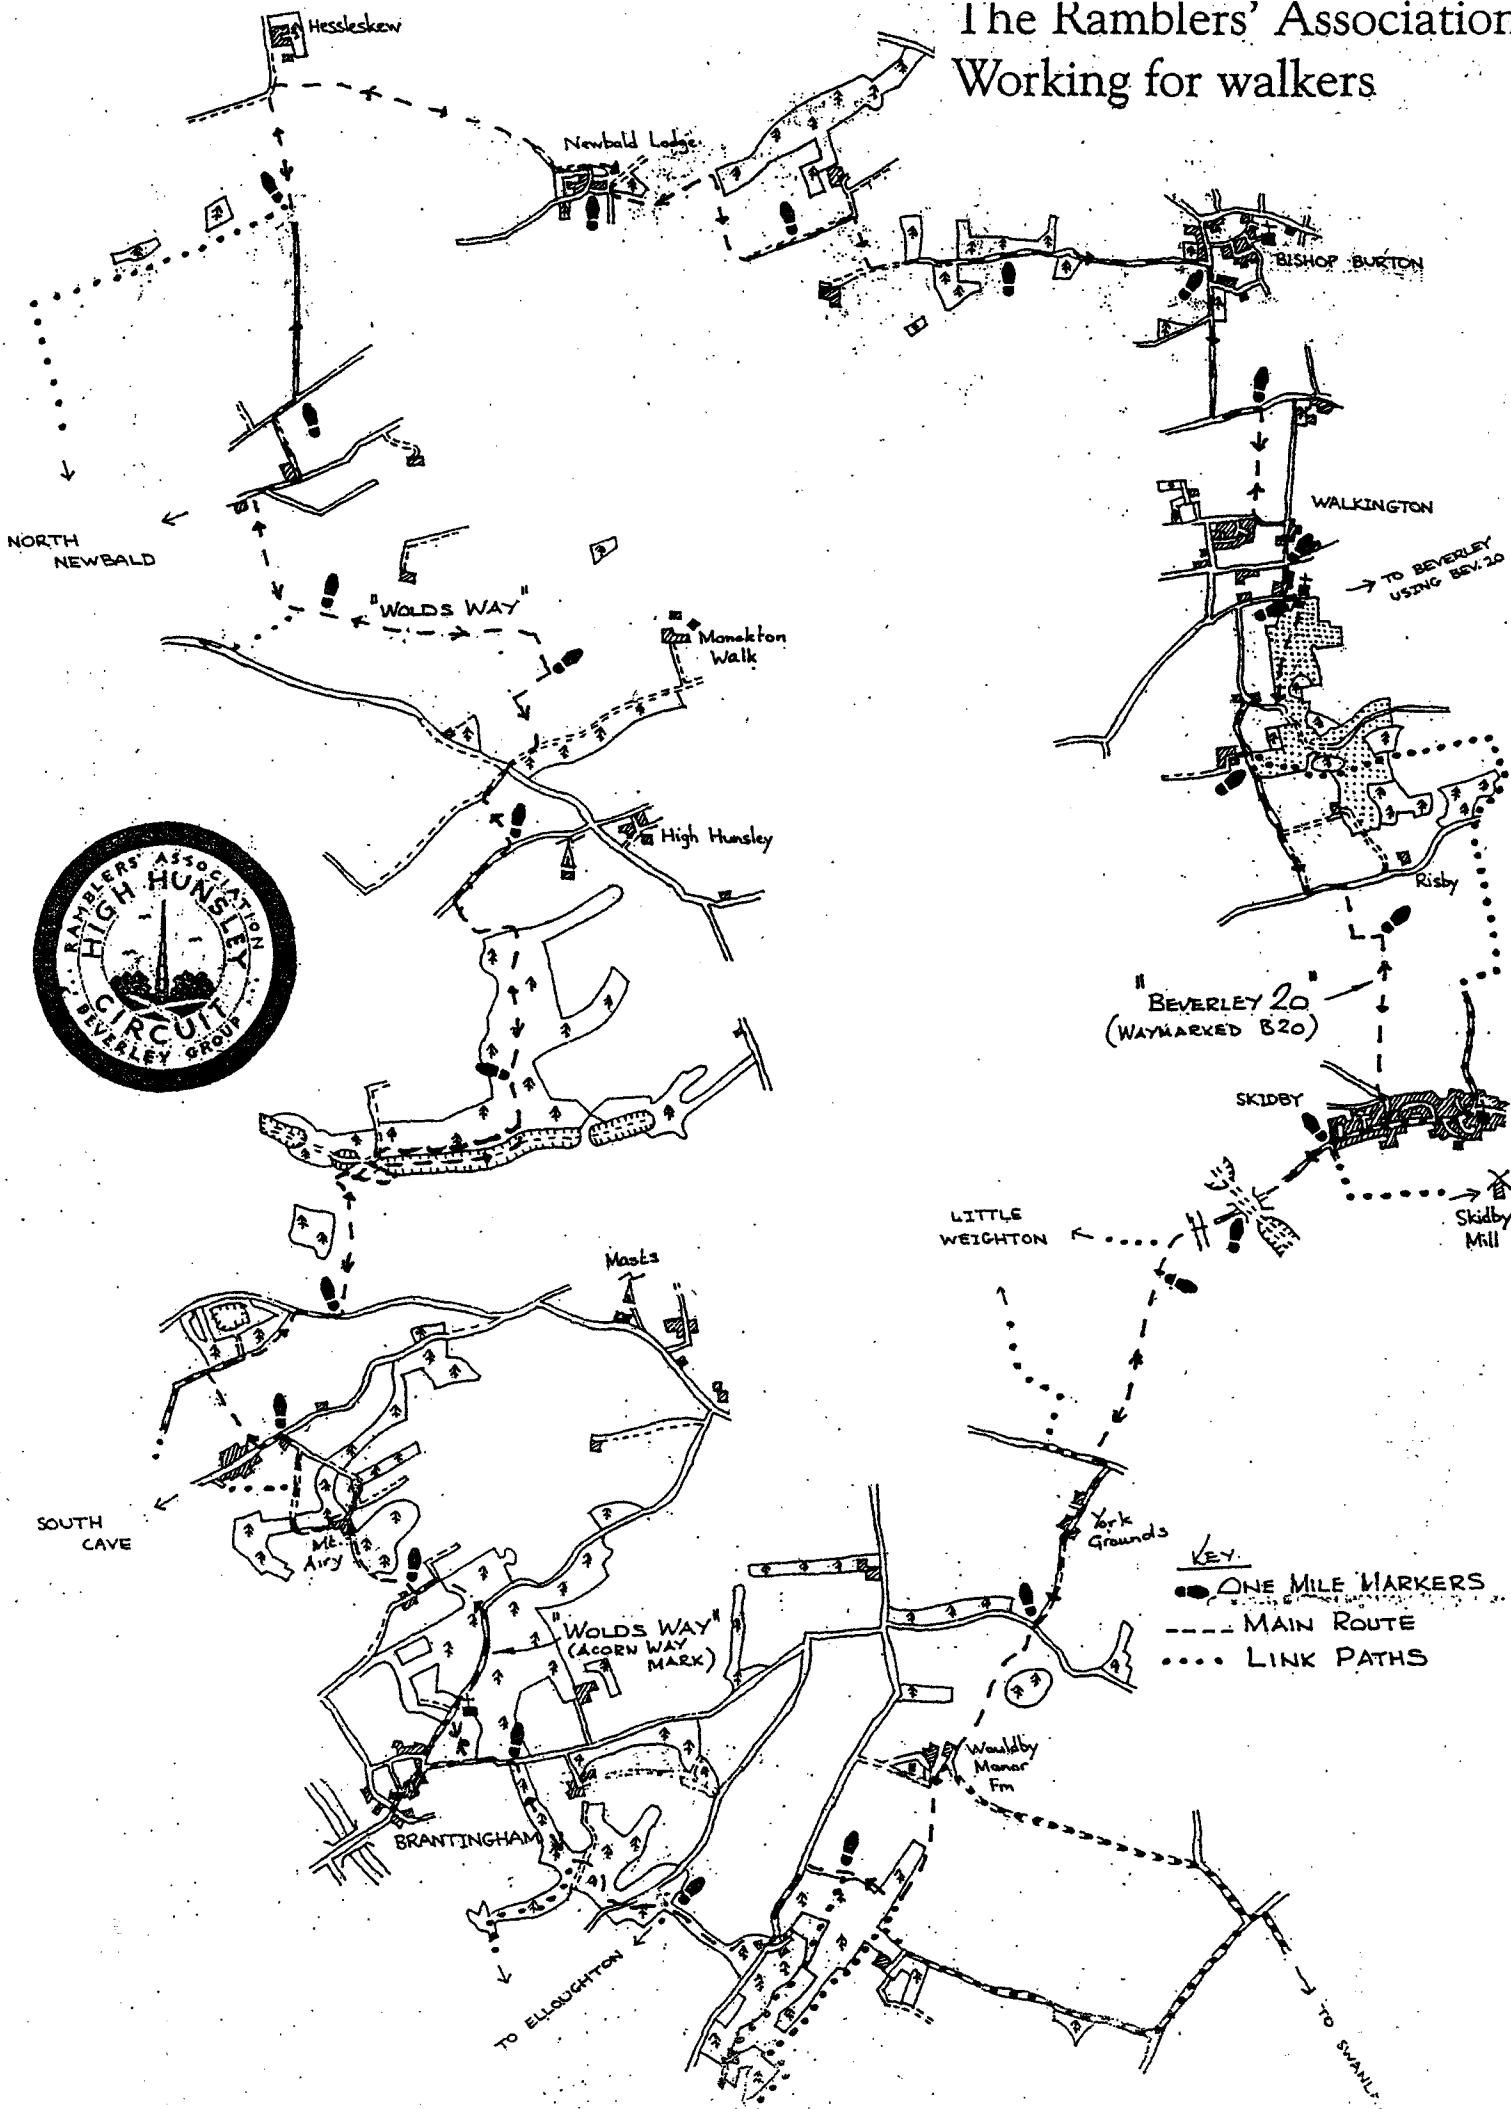 The Ramblers' Association
Working for walkers
Hessleskew
Newbald Lodge
BISHOP BURTON
WALKINGTON
NORTH
NEWBALD
→ TO BEVERLEY
USING BEV. 20
"WOLDS WAY"
Monckton
Walk
High Hunsley
RAMBLERS' ASSOCIATION
HIGH HUNSLEY
CIRCUIT
BEVERLEY GROUP
Risby
"BEVERLEY 20"
(WAYMARKED B20)
SKIDBY
LITTLE
WEIGHTON
Skidby
Mill
Masts
SOUTH
CAVE
Mt.
Airy
York
Grounds
KEY
ONE MILE MARKERS
---- MAIN ROUTE
.... LINK PATHS
"WOLDS WAY"
(ACORN WAY
MARK)
Wauldby
Manor
Fm
BRANTINGHAM
TO ELLOUGHTON
TO SWANL